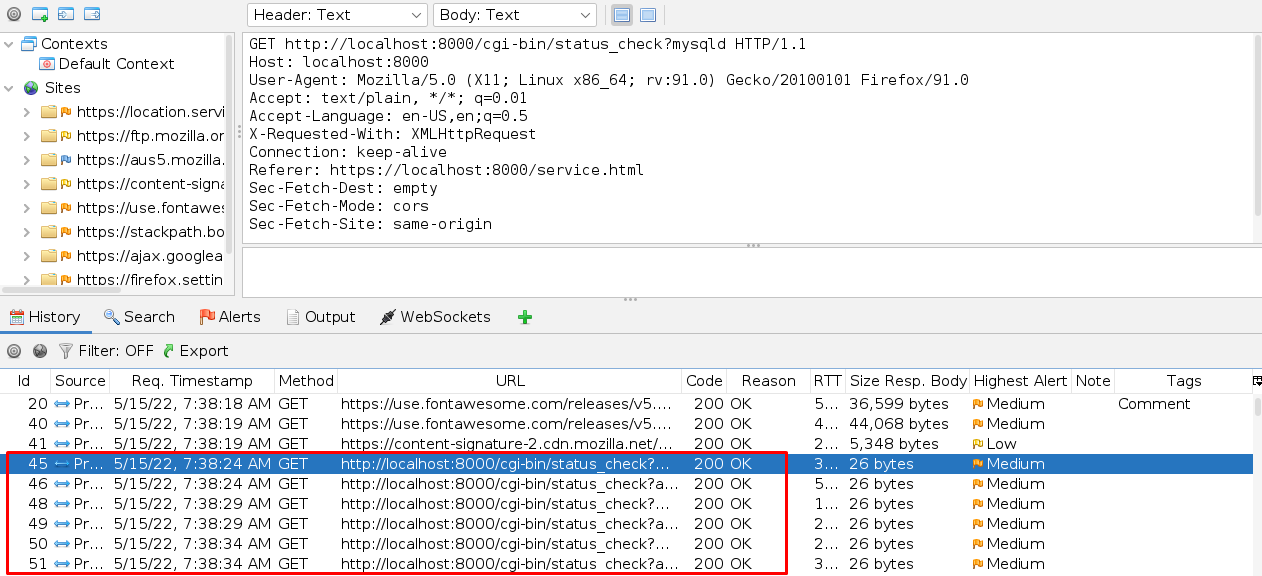 Header: Text Body: Text
Contexts
Default Context
Sites
https://location.servi
https://ftp.mozilla.or
https://aus5.mozilla.
https://content-signa
https://use.fontawes
https://stackpath.bo
https://ajax.googlea
https://firefox.settin
GET http://localhost:8000/cgi-bin/status_check?mysqld HTTP/1.1
Host: localhost:8000
User-Agent: Mozilla/5.0 (X11; Linux x86_64; rv:91.0) Gecko/20100101 Firefox/91.0
Accept: text/plain, */*; q=0.01
Accept-Language: en-US,en;q=0.5
X-Requested-With: XMLHttpRequest
Connection: keep-alive
Referer: https://localhost:8000/service.html
Sec-Fetch-Dest: empty
Sec-Fetch-Mode: cors
Sec-Fetch-Site: same-origin
History Search Alerts Output WebSockets
Filter: OFF Export
Id Source Req. Timestamp Method URL Code Reason RTT Size Resp. Body Highest Alert Note Tags
20 Pr... 5/15/22, 7:38:18 AM GET https://use.fontawesome.com/releases/v5.... 200 OK 5... 36,599 bytes Medium Comment
40 Pr... 5/15/22, 7:38:19 AM GET https://use.fontawesome.com/releases/v5.... 200 OK 4... 44,068 bytes Medium
41 Pr... 5/15/22, 7:38:19 AM GET https://content-signature-2.cdn.mozilla.net/... 200 OK 2... 5,348 bytes Low
45 Pr... 5/15/22, 7:38:24 AM GET http://localhost:8000/cgi-bin/status_check?... 200 OK 3... 26 bytes Medium
46 Pr... 5/15/22, 7:38:24 AM GET http://localhost:8000/cgi-bin/status_check?a... 200 OK 5... 26 bytes Medium
48 Pr... 5/15/22, 7:38:29 AM GET http://localhost:8000/cgi-bin/status_check?... 200 OK 1... 26 bytes Medium
49 Pr... 5/15/22, 7:38:29 AM GET http://localhost:8000/cgi-bin/status_check?a... 200 OK 2... 26 bytes Medium
50 Pr... 5/15/22, 7:38:34 AM GET http://localhost:8000/cgi-bin/status_check?... 200 OK 2... 26 bytes Medium
51 Pr... 5/15/22, 7:38:34 AM GET http://localhost:8000/cgi-bin/status_check?a... 200 OK 3... 26 bytes Medium